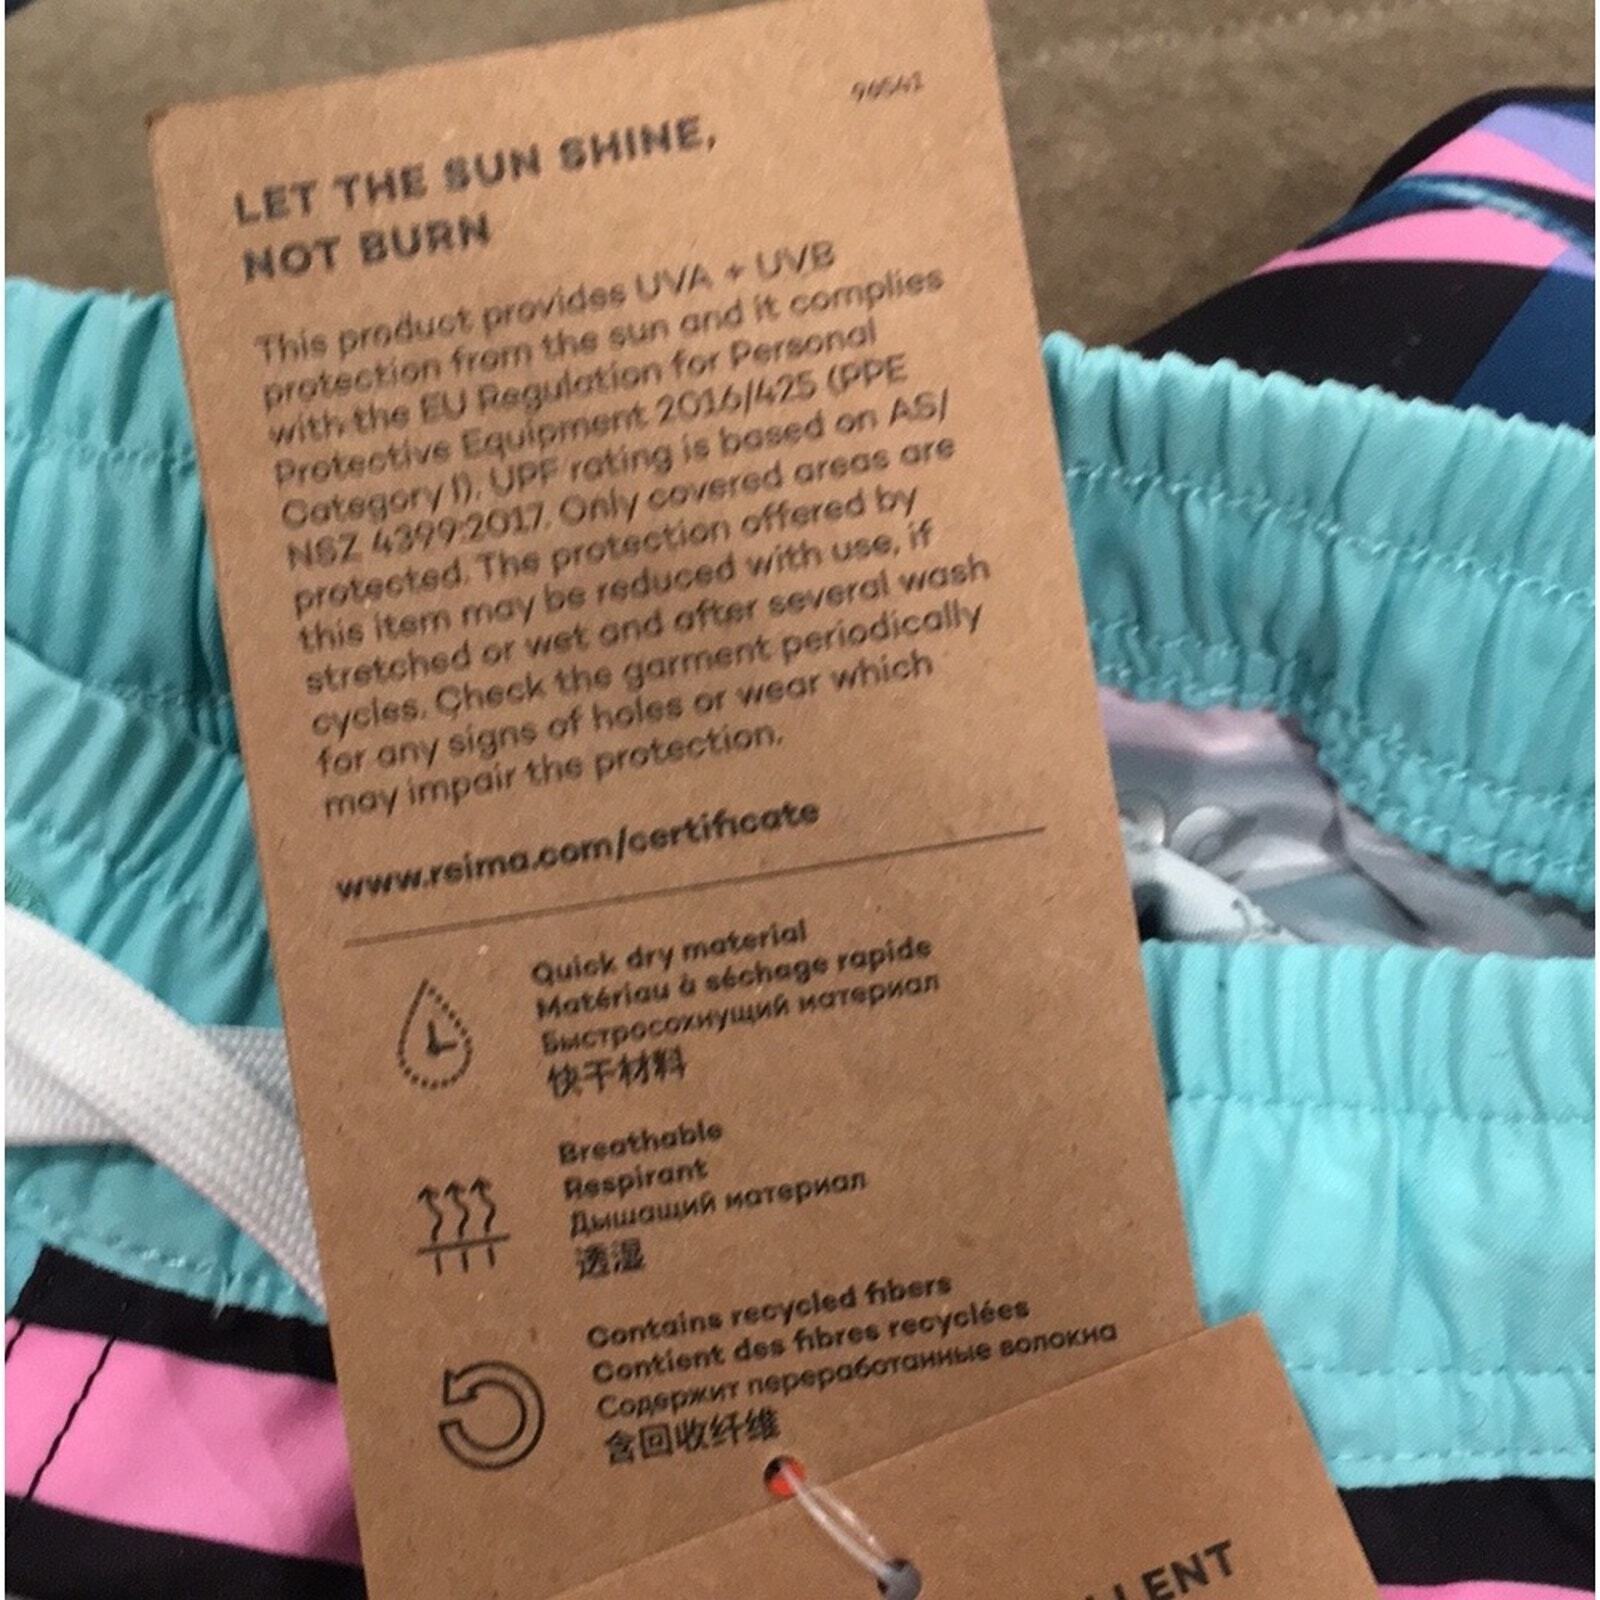 96541
LET THE SUN SHINE,
NOT BURN
This product provides UVA + UVB
protection from the sun and it complies
with the EU Regulation for Personal
Protective Equipment 2016/425 (PPE
Category I). UPF rating is based on AS/
NSZ 4399:2017. Only covered areas are
protected. The protection offered by
this item may be reduced with use, if
stretched or wet and after several wash
cycles. Check the garment periodically
for any signs of holes or wear which
may impair the protection.
www.reima.com/certificate
Quick dry material
Matériau à séchage rapide
Быстросохнущий материал
快干材料
Breathable
Respirant
Дышащий материал
透湿
Contains recycled fibers
Contient des fibres recyclées
Содержит переработанные волокна
含回收纤维